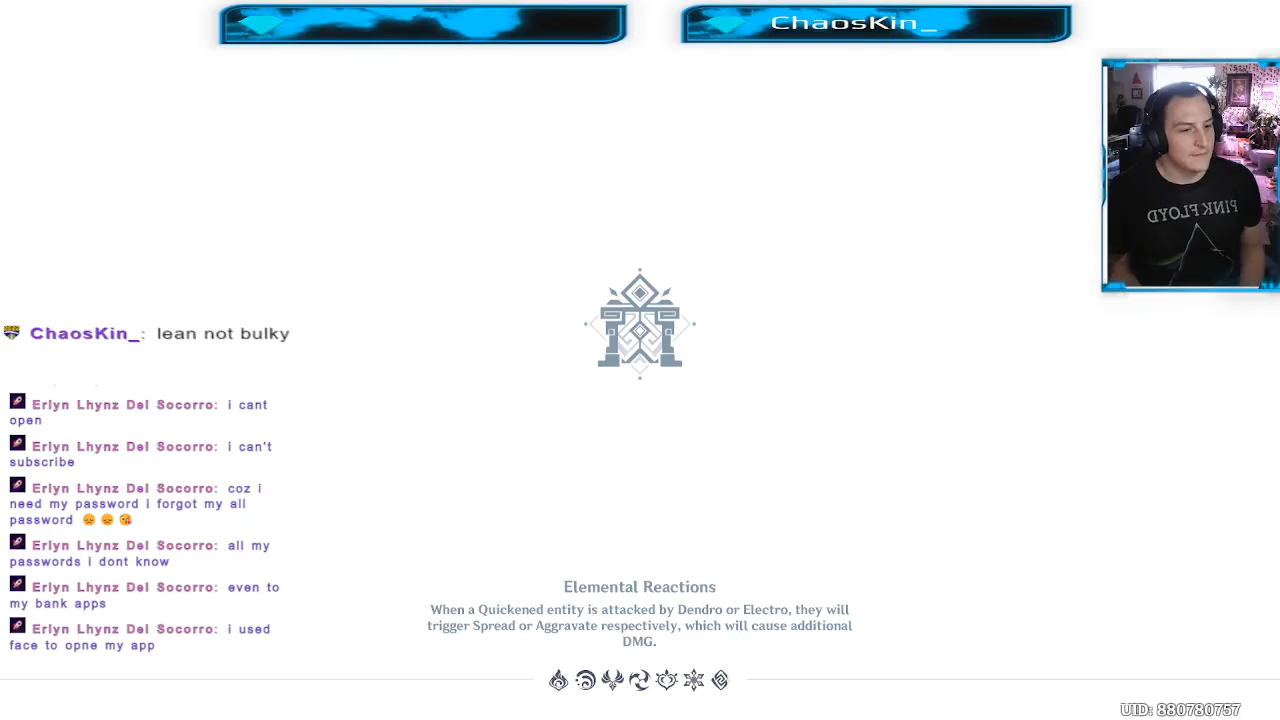 ChaosKin_
PINK FLOYD
ChaosKin_: lean not bulky
Erlyn Lhynz Del Socorro: i cant
open
Erlyn Lhynz Del Socorro: i can't
subscribe
Erlyn Lhynz Del Socorro: coz i
need my password i forgot my all
password 😞 😞 😘
Erlyn Lhynz Del Socorro: all my
passwords i dont know
Erlyn Lhynz Del Socorro: even to
my bank apps
Erlyn Lhynz Del Socorro: i used
face to opne my app
Elemental Reactions
When a Quickened entity is attacked by Dendro or Electro, they will
trigger Spread or Aggravate respectively, which will cause additional
DMG.
UID: 880780757